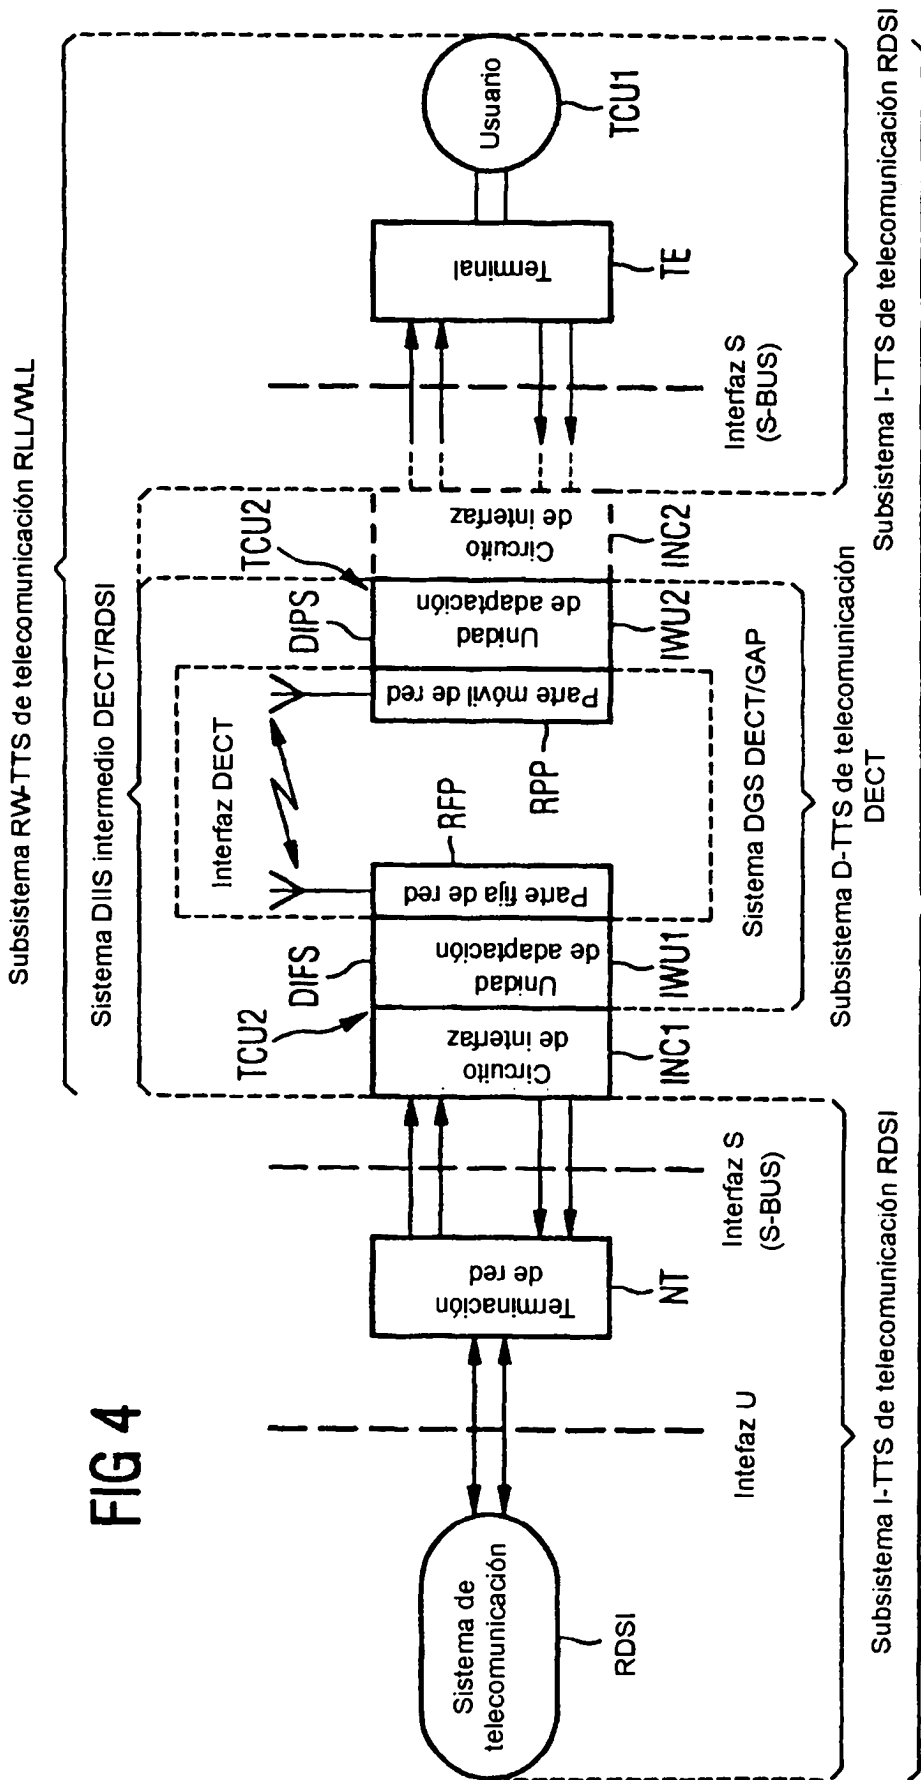 FIG 4
Subsistema RW-TTS de telecomunicación RLL/WLL
Sistema DIIS intermedio DECT/RDSI
Interfaz DECT
TCU2
DIFS
RFP
RPP
DIPS
TCU2
Sistema de
telecomunicación
RDSI
Intefaz U
Terminación
de red
NT
Interfaz S
(S-BUS)
Circuito
de interfaz
INC1
Unidad
de adaptación
IWU1
Parte fija de red
Parte móvil de red
Unidad
de adaptación
IWU2
Circuito
de interfaz
INC2
Interfaz S
(S-BUS)
Terminal
TE
Usuario
TCU1
Sistema DGS DECT/GAP
Subsistema D-TTS de telecomunicación
DECT
Subsistema I-TTS de telecomunicación RDSI
Subsistema I-TTS de telecomunicación RDSI